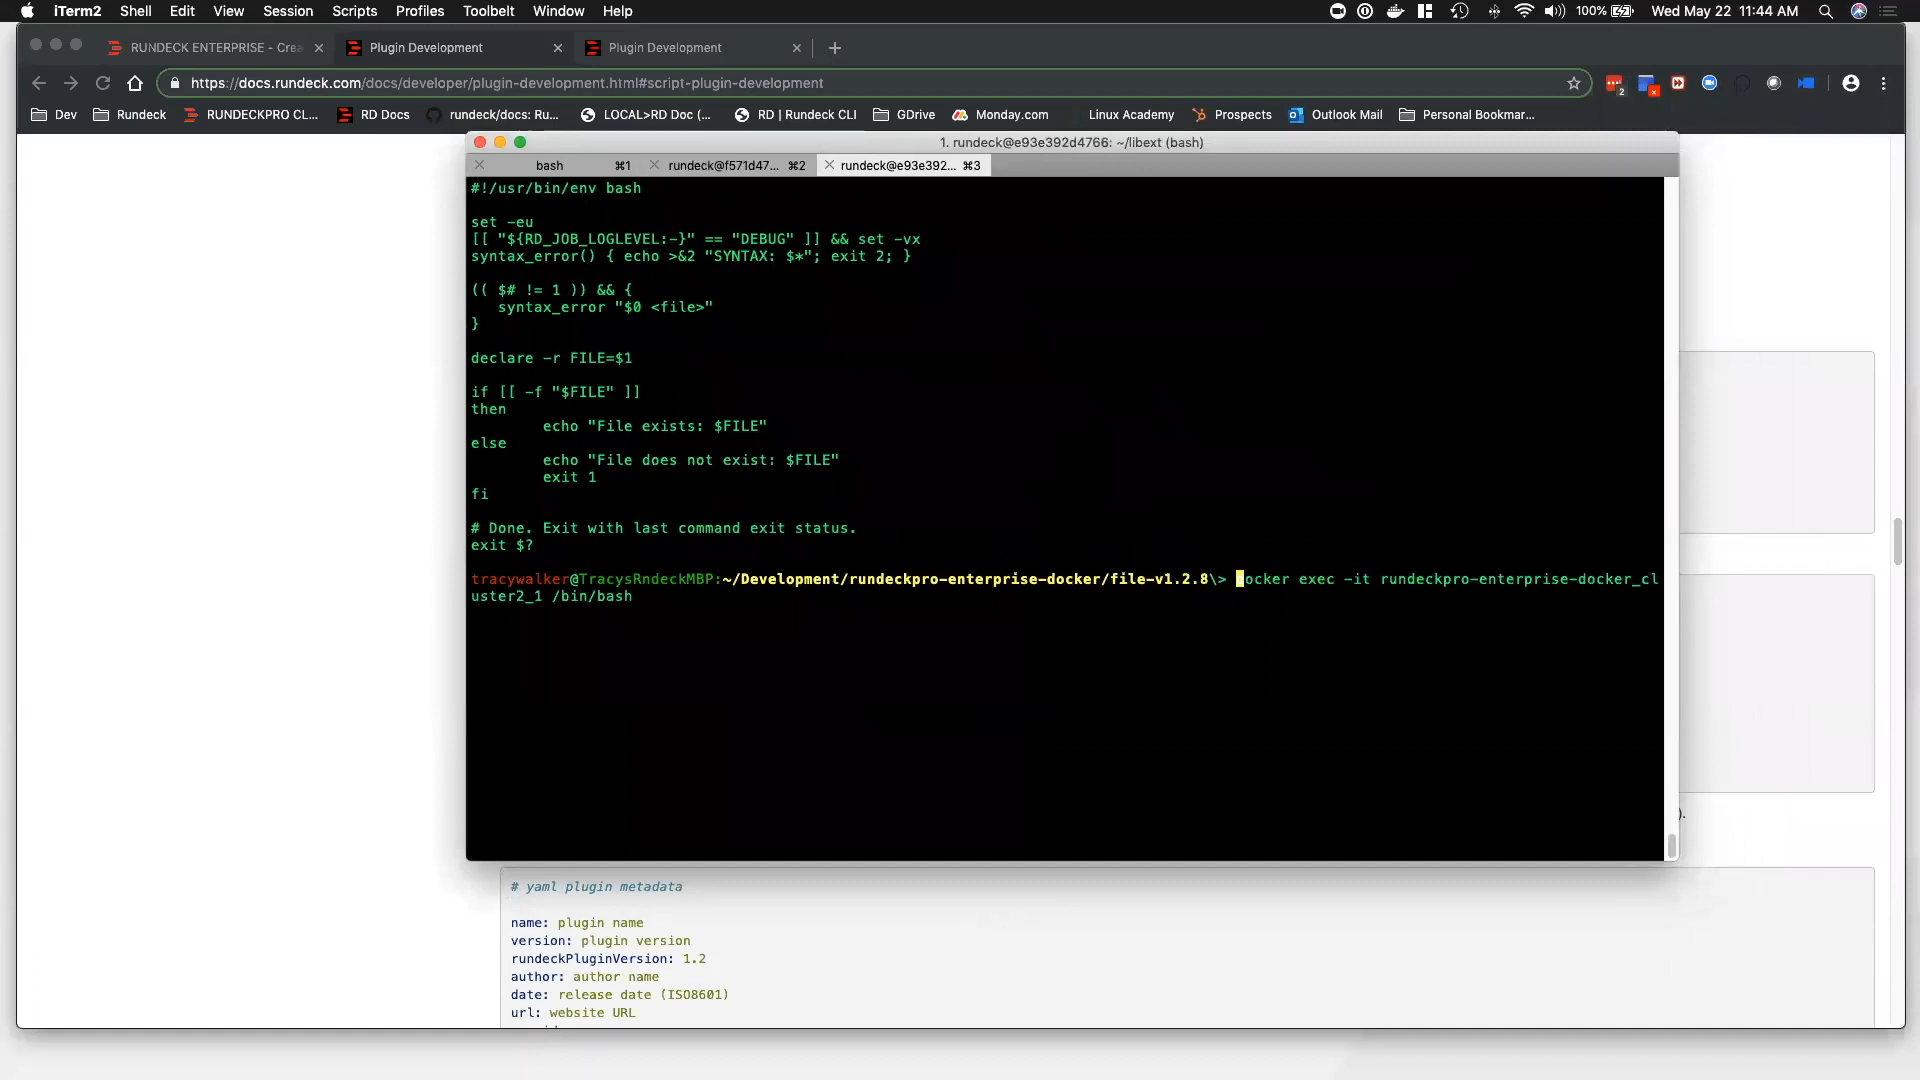 iTerm2 Shell Edit View Session Scripts Profiles Toolbelt Window Help 100% Wed May 22 11:44 AM
RUNDECK ENTERPRISE - Crea Plugin Development Plugin Development
https://docs.rundeck.com/docs/developer/plugin-development.html#script-plugin-development 2
Dev Rundeck RUNDECKPRO CL... RD Docs rundeck/docs: Ru... LOCAL>RD Doc (... RD | Rundeck CLI GDrive Monday.com Linux Academy Prospects Outlook Mail Personal Bookmar...
1. rundeck@e93e392d4766: ~/libext (bash)
bash ⌘1 rundeck@f571d47... ⌘2 rundeck@e93e392... ⌘3
#!/usr/bin/env bash
set -eu
[[ "${RD_JOB_LOGLEVEL:-}" == "DEBUG" ]] && set -vx
syntax_error() { echo >&2 "SYNTAX: $*"; exit 2; }
(( $# != 1 )) && {
syntax_error "$0 <file>"
}
declare -r FILE=$1
if [[ -f "$FILE" ]]
then
echo "File exists: $FILE"
else
echo "File does not exist: $FILE"
exit 1
fi
# Done. Exit with last command exit status.
exit $?
tracywalker@TracysRndeckMBP:~/Development/rundeckpro-enterprise-docker/file-v1.2.8\> docker exec -it rundeckpro-enterprise-docker_cl
uster2_1 /bin/bash
).
# yaml plugin metadata
name: plugin name
version: plugin version
rundeckPluginVersion: 1.2
author: author name
date: release date (ISO8601)
url: website URL